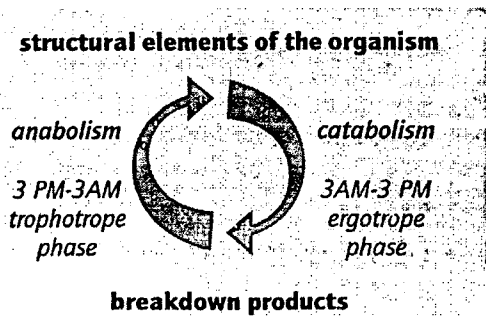 structural elements of the organism
anabolism
catabolism
3 PM-3AM
trophotrope
phase
3AM-3 PM
ergotrope
phase
breakdown products